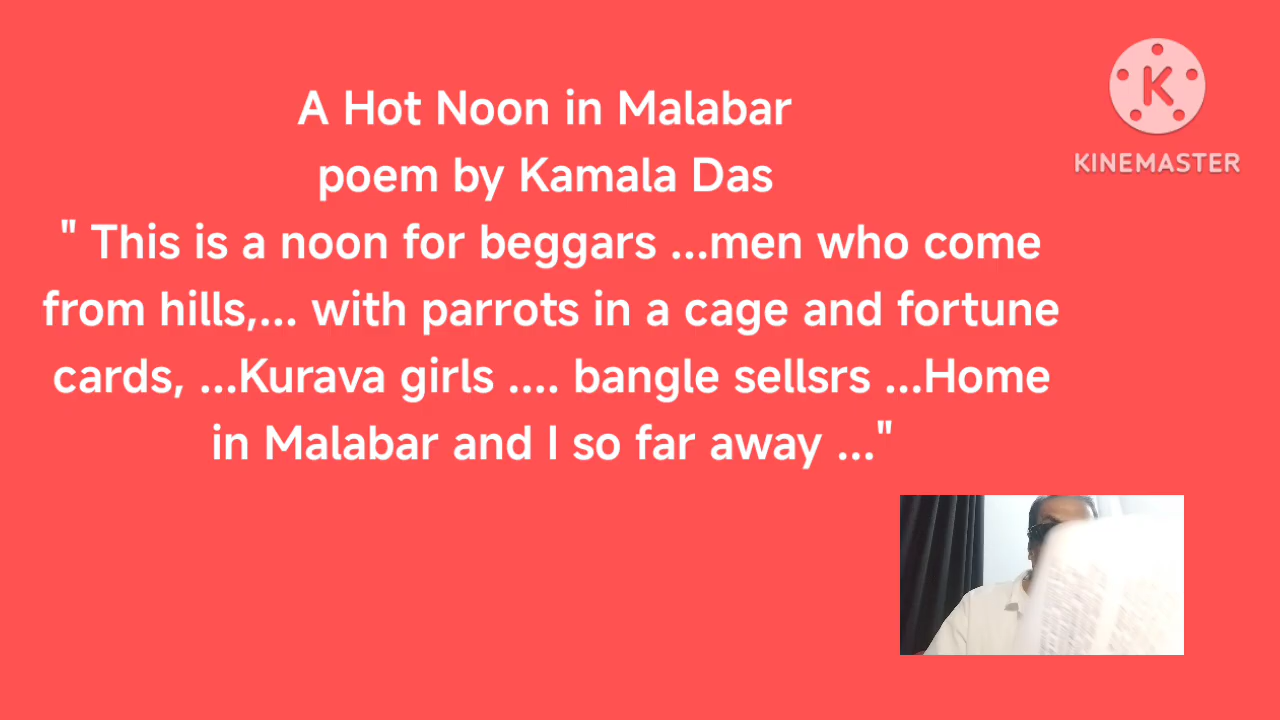 A Hot Noon in Malabar
poem by Kamala Das
" This is a noon for beggars ...men who come
from hills,... with parrots in a cage and fortune
cards, ...Kurava girls .... bangle sellsrs ...Home
in Malabar and I so far away ..."
K
KINEMASTER